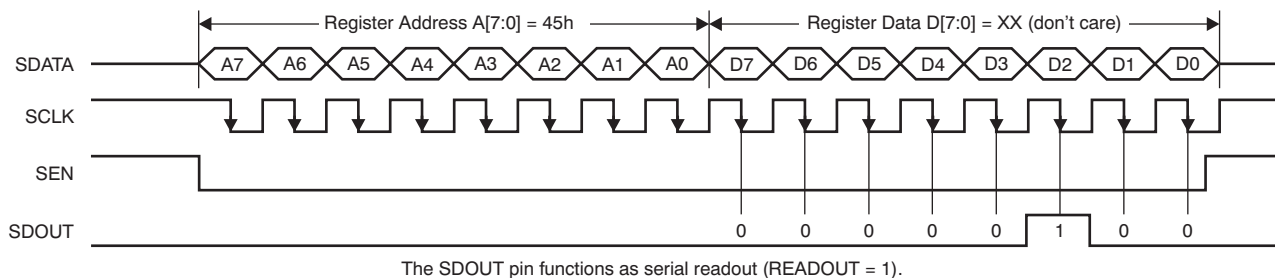 Register Address A[7:0] = 45h Register Data D[7:0] = XX (don't care)
SDATA A7 A6 A5 A4 A3 A2 A1 A0 D7 D6 D5 D4 D3 D2 D1 D0
SCLK
SEN
SDOUT 0 0 0 0 0 1 0 0
The SDOUT pin functions as serial readout (READOUT = 1).